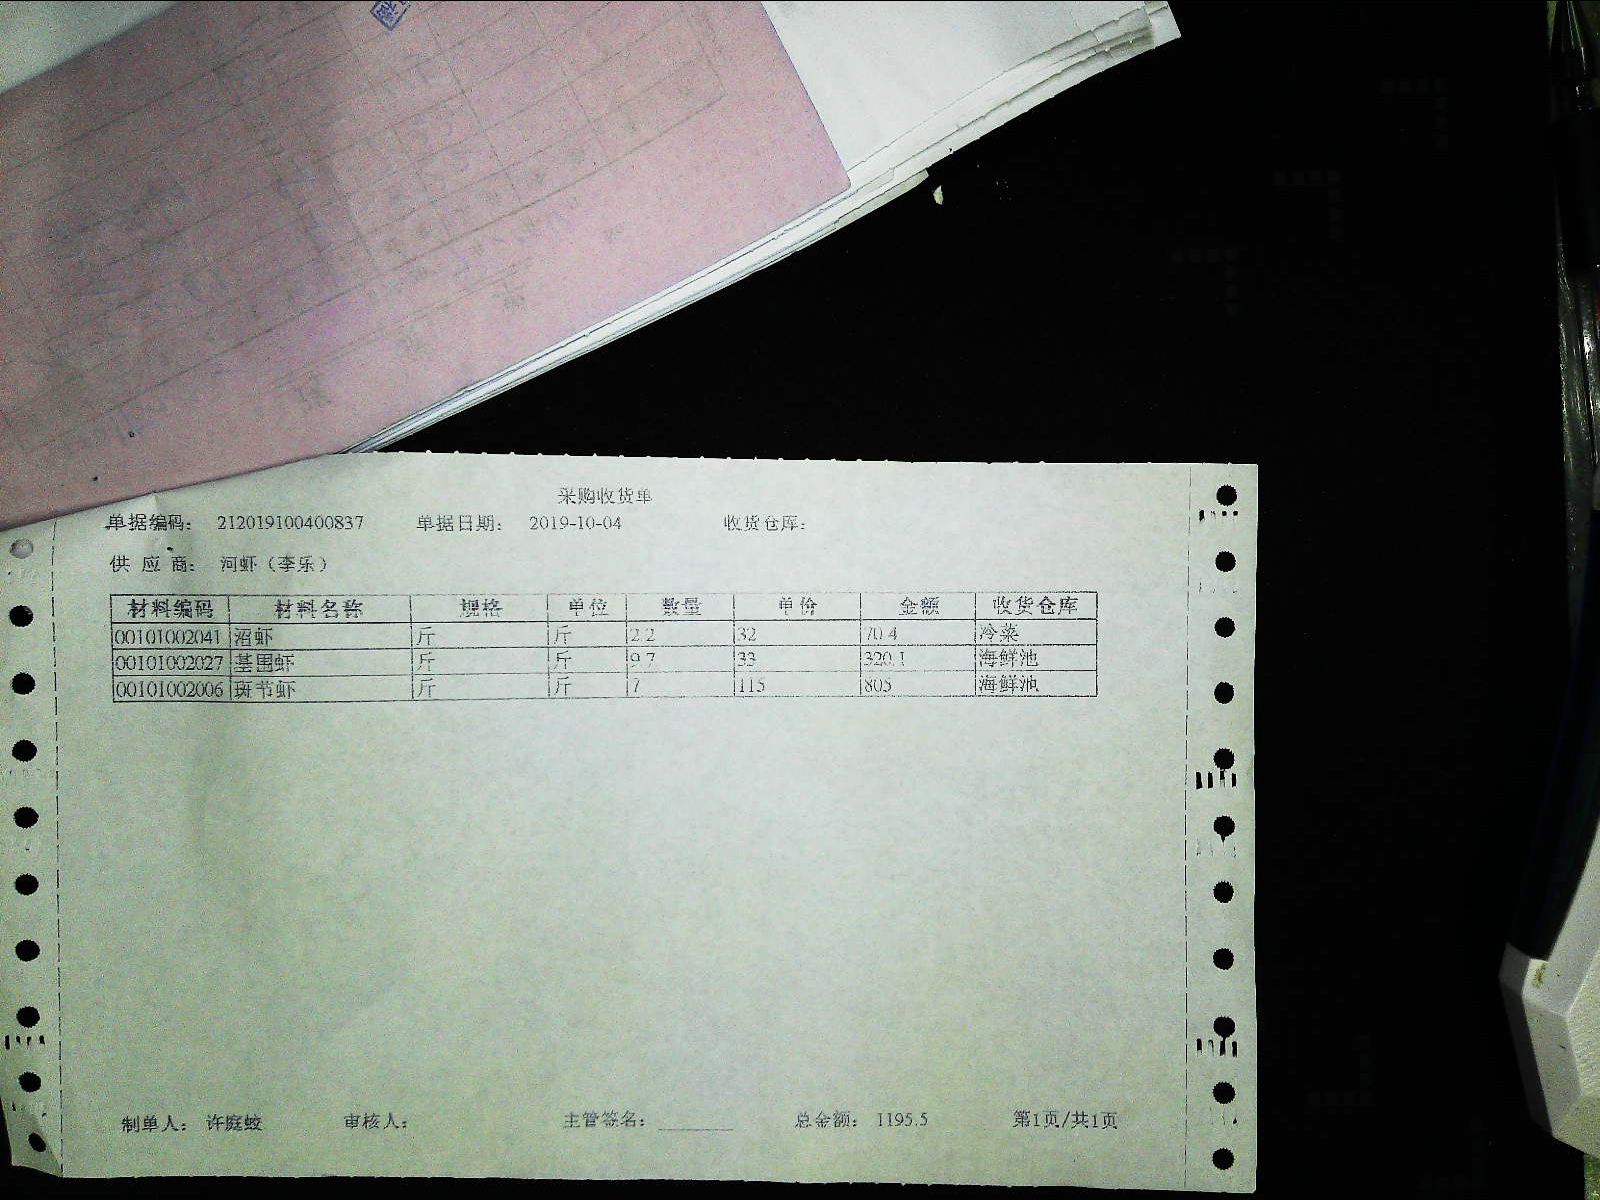 采购收货单
单据编码： 212019100400837 单据日期： 2019-10-04 收货仓库：
供 应 商： 河虾（李乐）
材料编码 材料名称 规格 单位 数量 单价 金额 收货仓库
00101002041 沼虾 斤 斤 2.2 32 70.4 冷菜
00101002027 基围虾 斤 斤 9.7 33 320.1 海鲜池
00101002006 斑节虾 斤 斤 7 115 805 海鲜池
制单人： 许庭蛟 审核人： 主管签名： 总金额： 1195.5 第1页/共1页